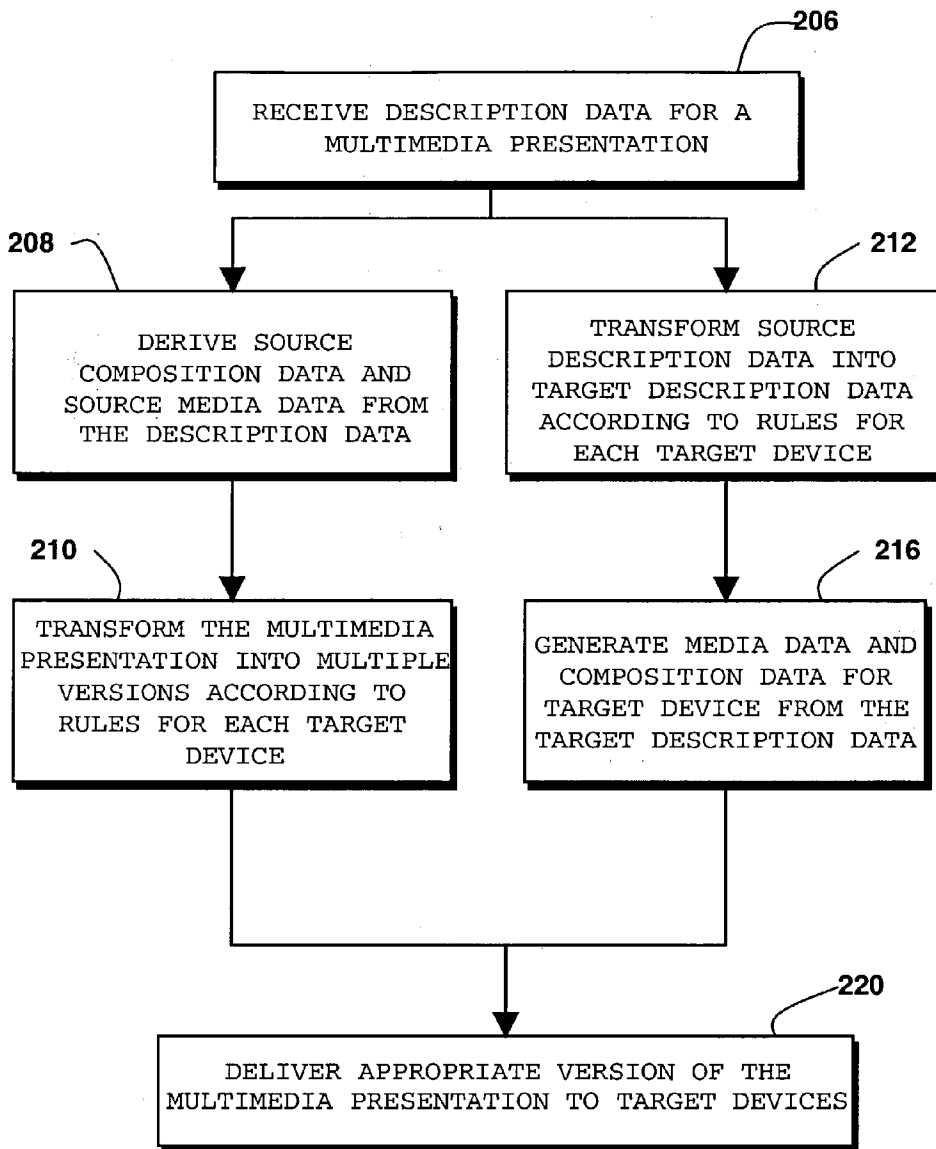 206
RECEIVE DESCRIPTION DATA FOR A
MULTIMEDIA PRESENTATION
208
DERIVE SOURCE
COMPOSITION DATA AND
SOURCE MEDIA DATA FROM
THE DESCRIPTION DATA
212
TRANSFORM SOURCE
DESCRIPTION DATA INTO
TARGET DESCRIPTION DATA
ACCORDING TO RULES FOR
EACH TARGET DEVICE
210
TRANSFORM THE MULTIMEDIA
PRESENTATION INTO MULTIPLE
VERSIONS ACCORDING TO
RULES FOR EACH TARGET
DEVICE
216
GENERATE MEDIA DATA AND
COMPOSITION DATA FOR
TARGET DEVICE FROM THE
TARGET DESCRIPTION DATA
220
DELIVER APPROPRIATE VERSION OF THE
MULTIMEDIA PRESENTATION TO TARGET DEVICES